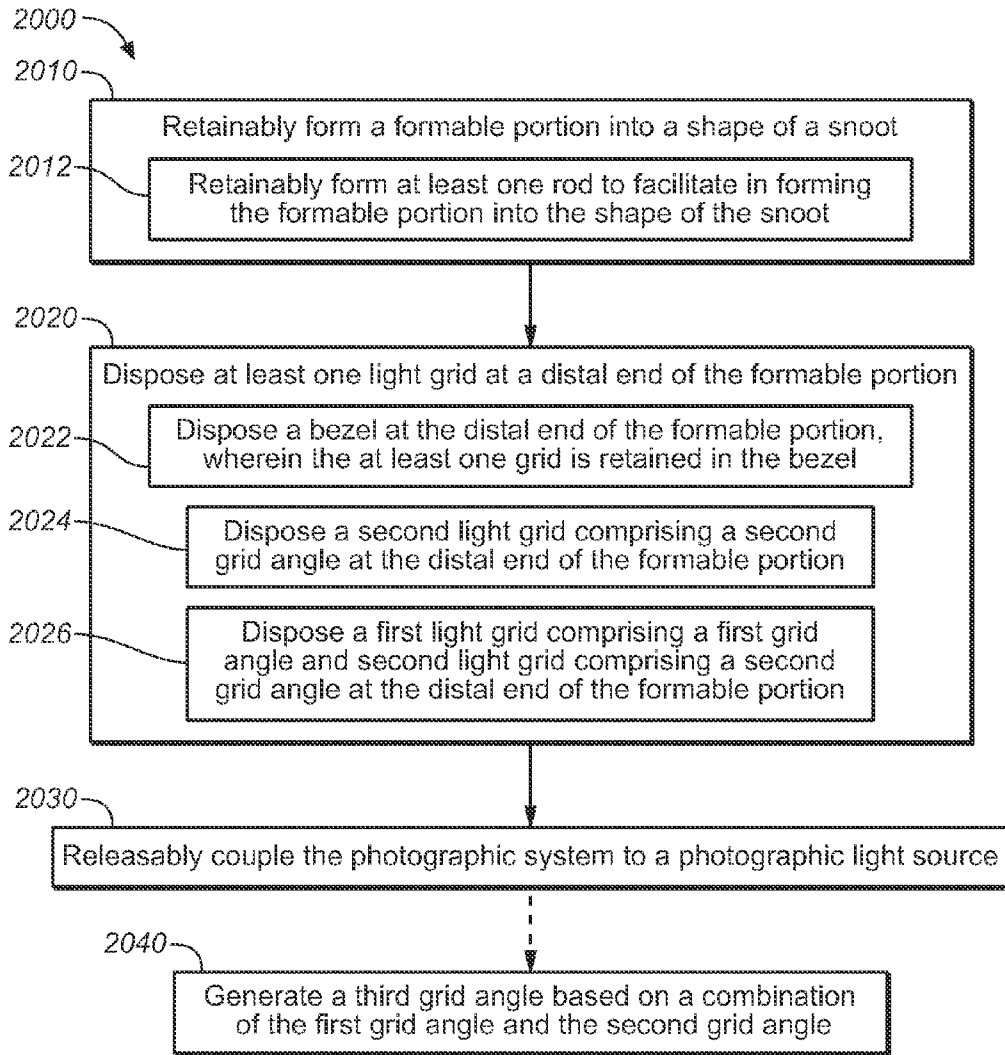 2000
2010
Retainably form a formable portion into a shape of a snoot
2012
Retainably form at least one rod to facilitate in forming
the formable portion into the shape of the snoot
2020
Dispose at least one light grid at a distal end of the formable portion
2022
Dispose a bezel at the distal end of the formable portion,
wherein the at least one grid is retained in the bezel
2024
Dispose a second light grid comprising a second
grid angle at the distal end of the formable portion
2026
Dispose a first light grid comprising a first grid
angle and second light grid comprising a second
grid angle at the distal end of the formable portion
2030
Releasably couple the photographic system to a photographic light source
2040
Generate a third grid angle based on a combination
of the first grid angle and the second grid angle